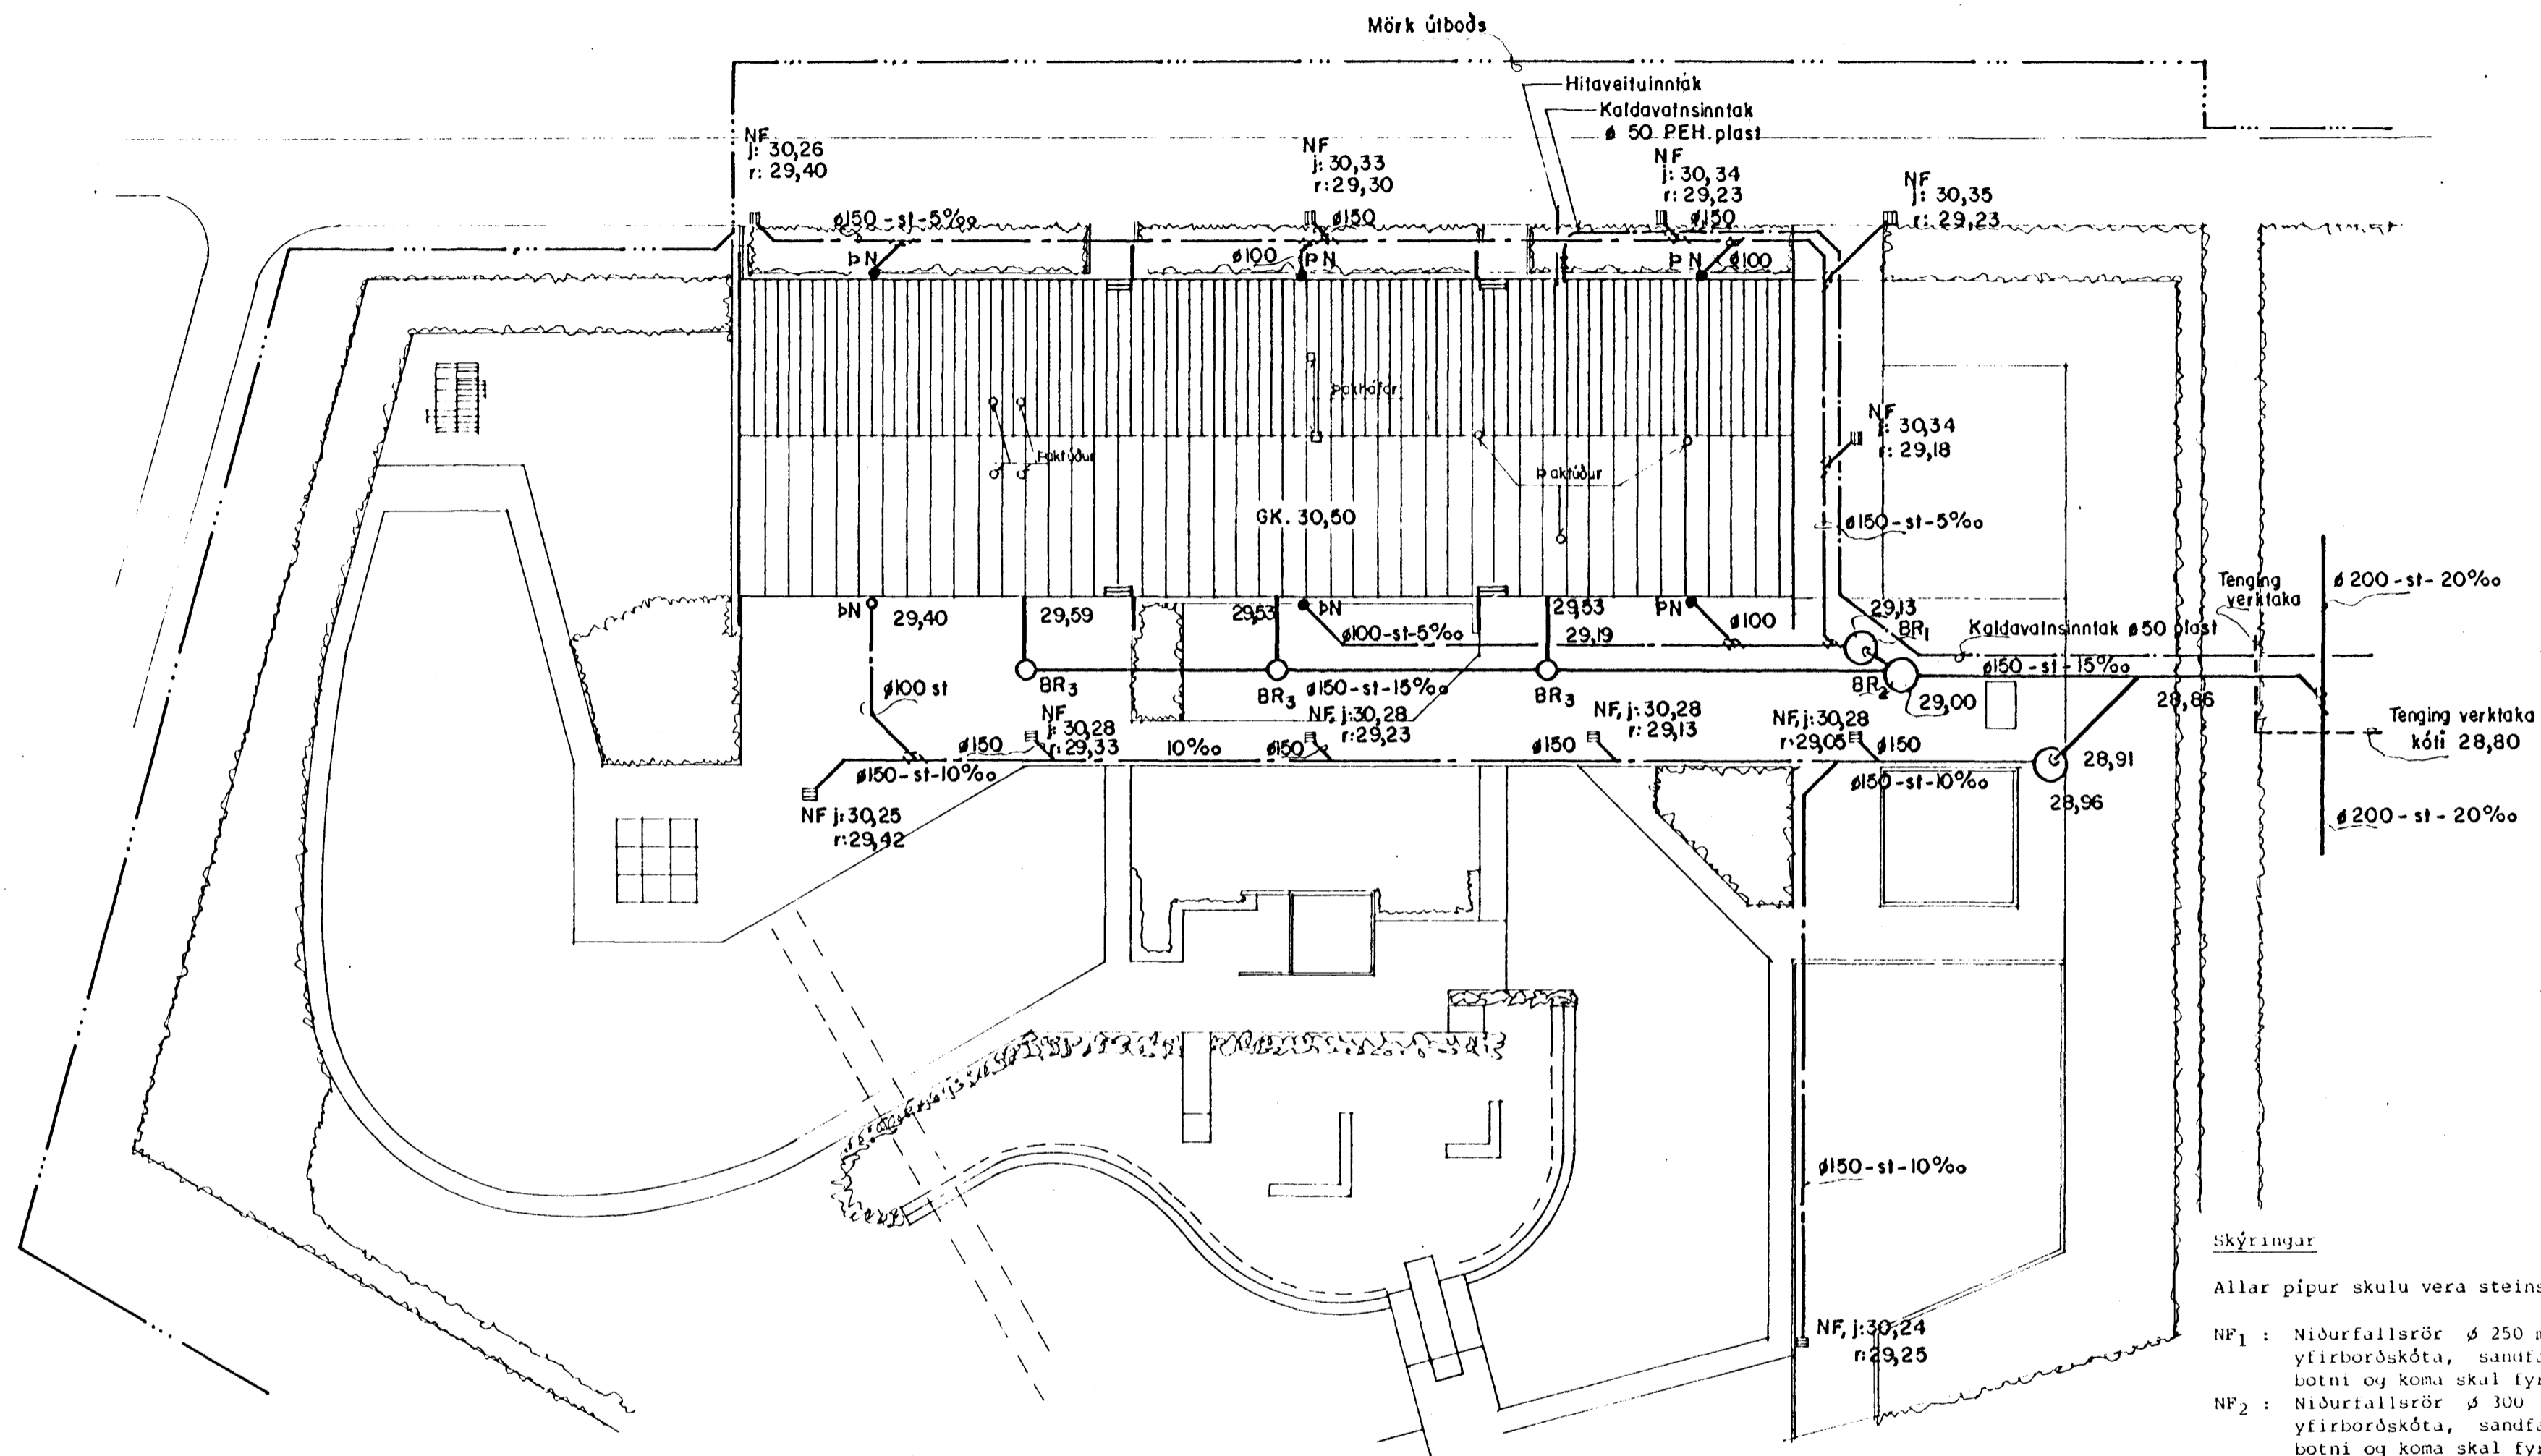 Mörk útboðs
Hitaveituinntak
Kaldavatnsinntak
ø 50 PEH. plast
NF
j: 30,26
r: 29,40
NF
j: 30,33
r: 29,30
NF
j: 30,34
r: 29,23
NF
j: 30,35
r: 29,23
ø150-st-5‰
ø150
ø150
ÞN
ø100
ÞN
ÞN
ø100
Þakháfar
Þaktúður
Þaktúður
NF
j: 30,34
r: 29,18
GK. 30,50
ø150-st-5‰
Tenging
verktaka
ø 200-st-20‰
ÞN
29,40
29,59
29,53
ÞN
29,53
ÞN
ø100
29,13
BR1
ø100-st-5‰
29,19
Kaldavatnsinntak ø50 plast
ø100 st
BR3
BR3
ø150-st-15‰
BR3
BR2
ø150-st-15‰
29,00
28,86
NF
j: 30,28
r: 29,33
NF, j: 30,28
r: 29,23
NF, j: 30,28
r: 29,13
NF, j: 30,28
r: 29,05
Tenging verktaka
kóti 28,80
ø150
10‰
ø150
ø150
ø150
ø150-st-10‰
ø150-st-10‰
28,91
28,96
NF j: 30,25
r: 29,42
ø 200-st-20‰
ø150-st-10‰
NF, j: 30,24
r: 29,25
Skýringar
Allar pípur skulu vera steins
NF1 : Niðurfallsrör ø 250 m
yfirborðskóta, sandfa
botni og koma skal fyr
NF2 : Niðurfallsrör ø 300
yfirborðskóta, sandfa
botni og koma skal fyr